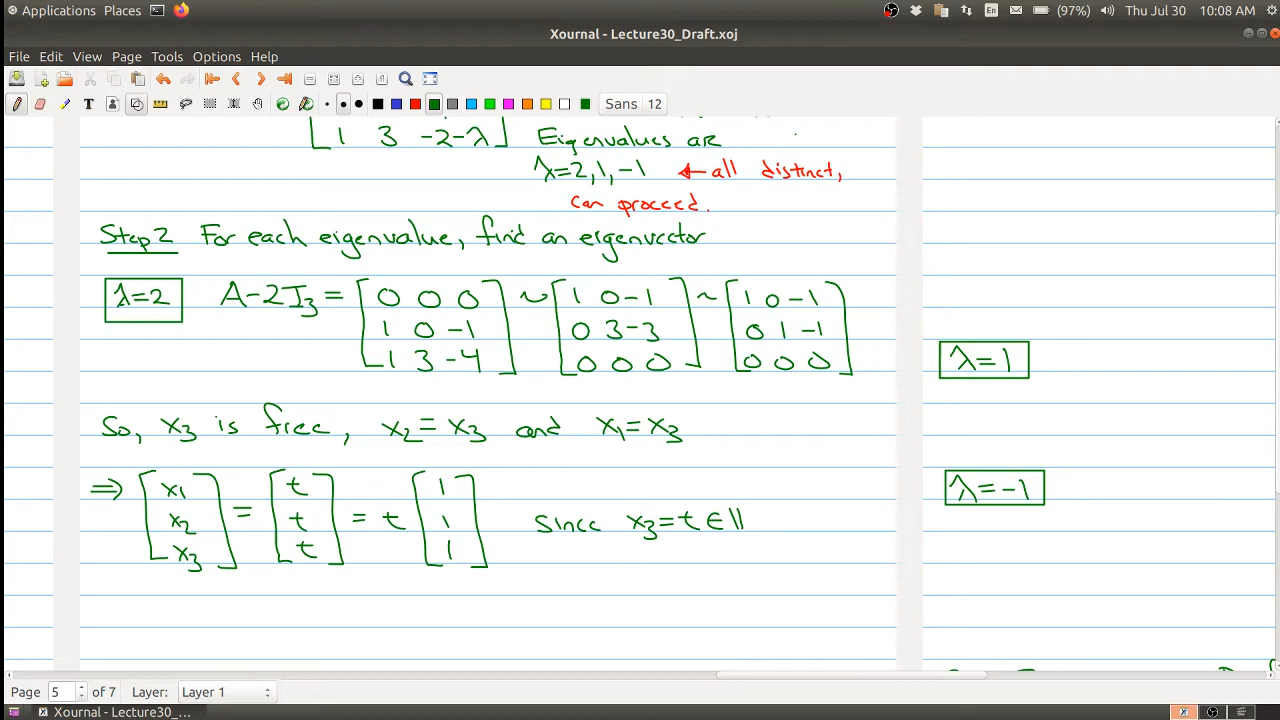 Applications Places En (97%) Thu Jul 30 10:08 AM
Xournal - Lecture30_Draft.xoj
File Edit View Page Tools Options Help
Sans 12
[1 3 -2-λ] Eigenvalues are
λ=2,1,-1 ← all distinct,
can proceed.
Step 2 For each eigenvalue, find an eigenvector
λ=2 A-2I₃ = [0 0 0; 1 0 -1; 1 3 -4] ~ [1 0 -1; 0 3 -3; 0 0 0] ~ [1 0 -1; 0 1 -1; 0 0 0]
λ=1
So, x₃ is free, x₂=x₃ and x₁=x₃
⇒ [x₁; x₂; x₃] = [t; t; t] = t [1; 1; 1] since x₃=t∈
λ=-1
Page 5 of 7 Layer: Layer 1
Xournal - Lecture30_...